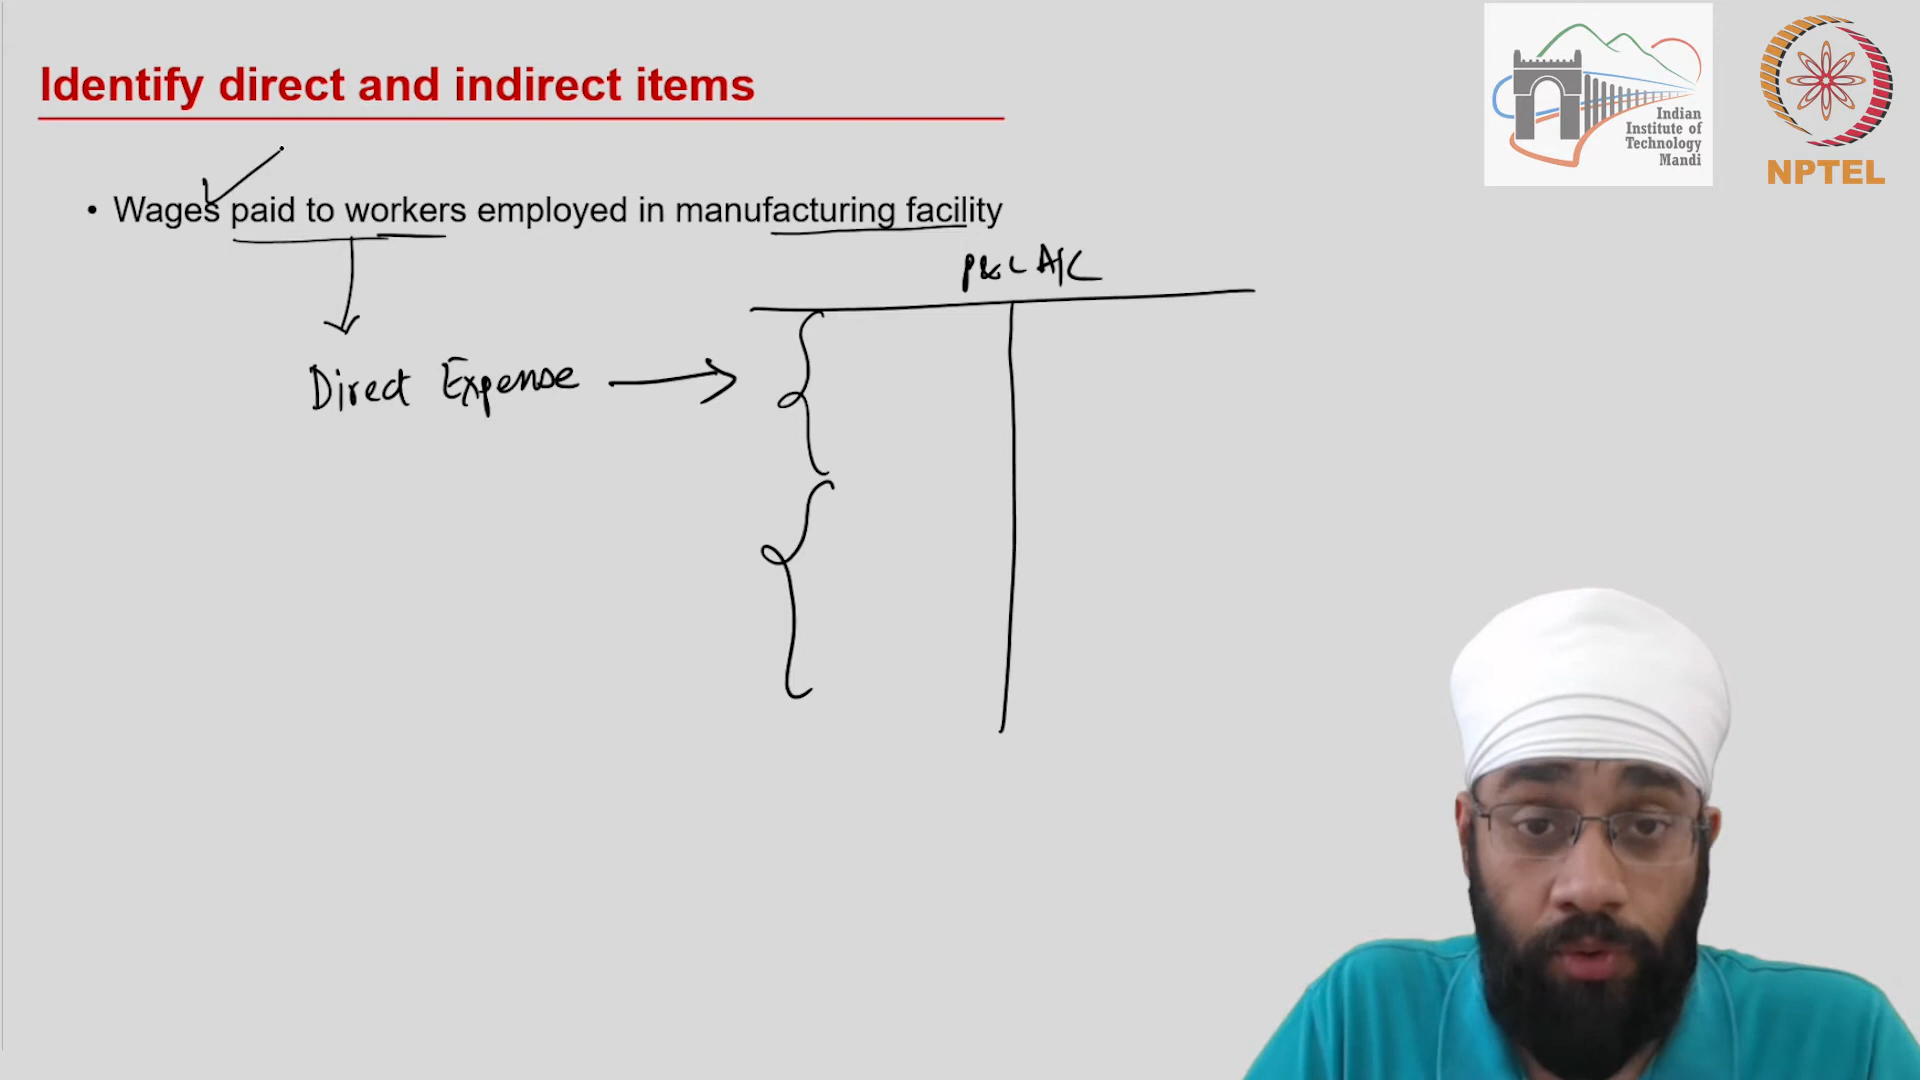 Identify direct and indirect items
• Wages paid to workers employed in manufacturing facility
P&L A/C
Direct Expense
Indian
Institute of
Technology
Mandi
NPTEL